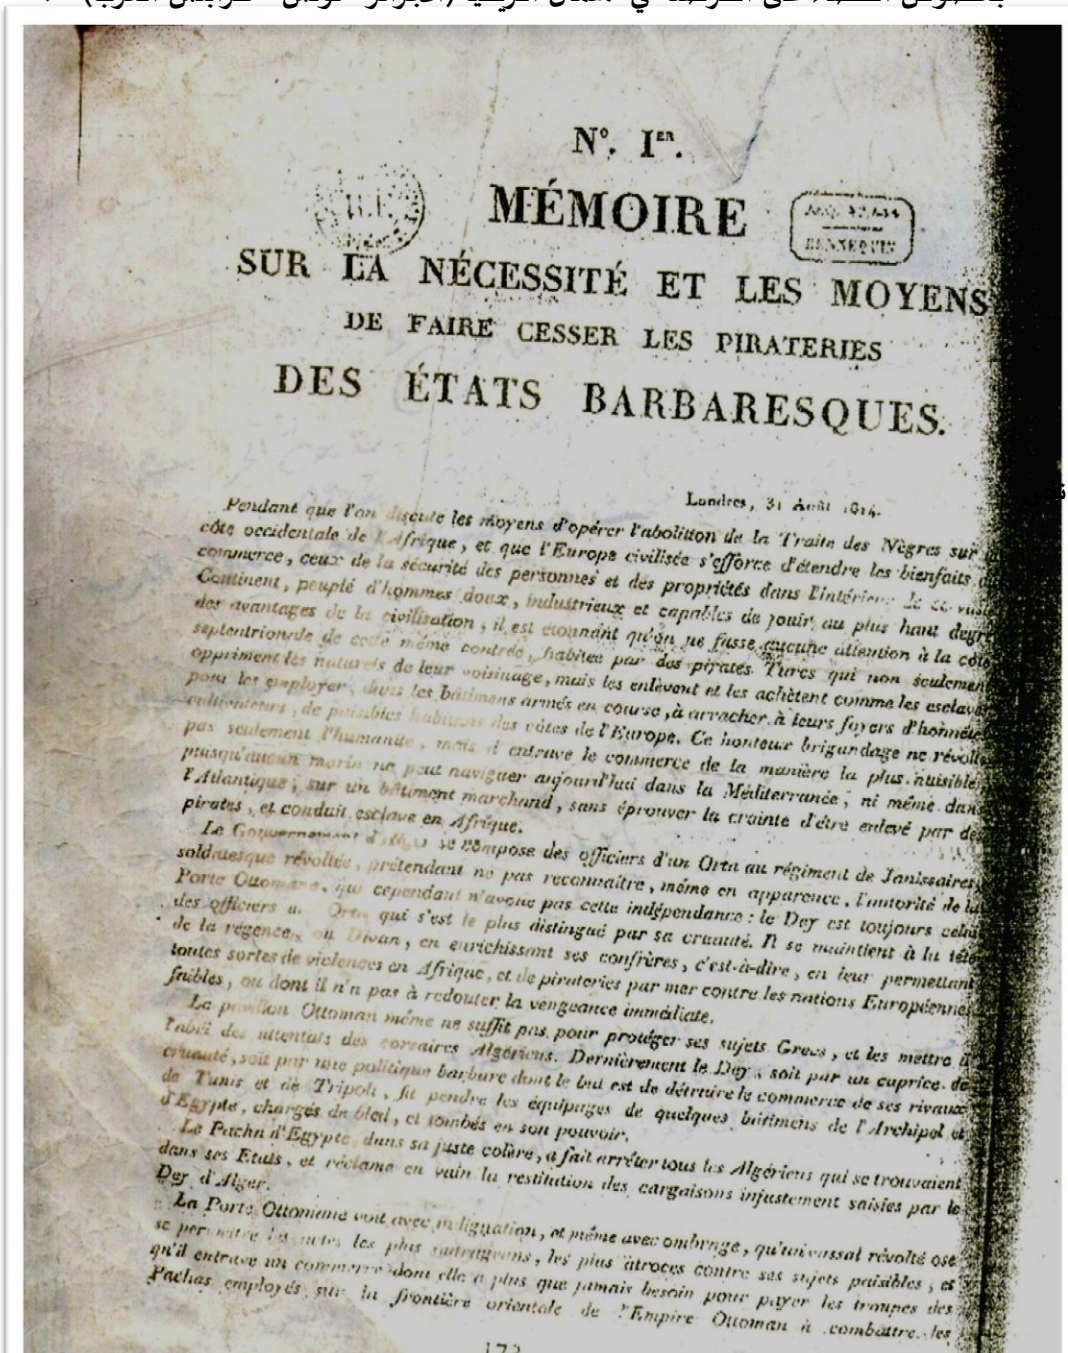 N°. Iᴱᴿ.
MÉMOIRE
SUR LA NÉCESSITÉ ET LES MOYENS
DE FAIRE CESSER LES PIRATERIES
DES ÉTATS BARBARESQUES.
Londres, 31 Août 1814.
Pendant que l'on discute les moyens d'opérer l'abolition de la Traite des Nègres sur
côte occidentale de l'Afrique, et que l'Europe civilisée s'efforce d'étendre les bienfaits
commerce, ceux de la sécurité des personnes et des propriétés dans l'intérieur de ce
Continent, peuplé d'hommes doux, industrieux et capables de jouir au plus haut degr
des avantages de la civilisation, il est étonnant qu'on ne fasse aucune attention à la côte
septentrionale de cette même contrée, habitée par des pirates Turcs qui non seulemen
oppriment les naturels de leur voisinage, mais les enlèvent et les achètent comme les esclave
pour les employer, dans les bâtimens armés en course, à arracher à leurs foyers d'honnête
cultivateurs, de paisibles habitans des côtes de l'Europe. Ce honteux brigandage ne révolt
pas seulement l'humanité, mais il entrave le commerce de la manière la plus nuisible
puisqu'aucun marin ne peut naviguer aujourd'hui dans la Méditerranée, ni même dans
l'Atlantique, sur un bâtiment marchand, sans éprouver la crainte d'être enlevé par de
pirates, et conduit esclave en Afrique.
Le Gouvernement d'Alger se compose des officiers d'un Orta au régiment de Janissaires
soldatesque révoltée, prétendant ne pas reconnaître, même en apparence, l'autorité de la
Porte Ottomane, qui cependant n'avoue pas cette indépendance : le Dey est toujours celui
des officiers Orta qui s'est le plus distingué par sa cruauté. Il se maintient à la tête
de la régence, ou Divan, en enrichissant ses confrères, c'est-à-dire, en leur permettant
toutes sortes de violences en Afrique, et de pirateries par mer contre les nations Européenne
faibles, ou dont il n'a pas à redouter la vengeance immédiate.
Le pavillon Ottoman même ne suffit pas pour protéger ses sujets Grecs, et les mettre à
l'abri des attentats des corsaires Algériens. Dernièrement le Dey, soit par un caprice de
cruauté, soit par une politique barbare dont le but est de détruire le commerce de ses rivaux
de Tunis et de Tripoli, fit pendre les équipages de quelques bâtimens de l'Archipel et
d'Egypte, chargés de bled, et tombés en son pouvoir.
Le Pacha d'Egypte, dans sa juste colère, a fait arrêter tous les Algériens qui se trouvaient
dans ses Etats, et réclame en vain la restitution des cargaisons injustement saisies par le
Dey d'Alger.
La Porte Ottomane voit avec indignation, et même avec ombrage, qu'un vassal révolté ose
se permettre les actes les plus outrageans, les plus atroces contre ses sujets paisibles, et
qu'il entrave un commerce dont elle a plus que jamais besoin pour payer les troupes des
Pachas employés sur la frontière orientale de l'Empire Ottoman à combattre les
173